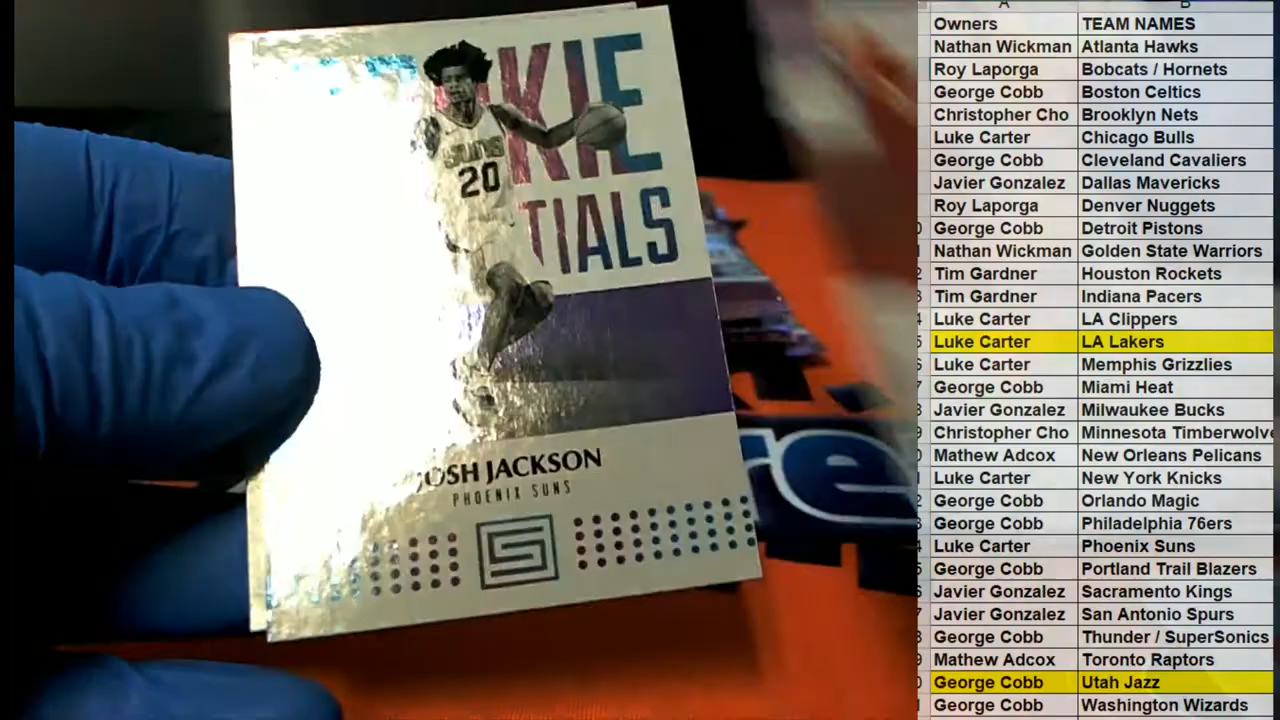 KIE
TIALS
SUNS
20
JOSH JACKSON
PHOENIX SUNS
re
A B
Owners TEAM NAMES
Nathan Wickman Atlanta Hawks
Roy Laporga Bobcats / Hornets
George Cobb Boston Celtics
Christopher Cho Brooklyn Nets
Luke Carter Chicago Bulls
George Cobb Cleveland Cavaliers
Javier Gonzalez Dallas Mavericks
Roy Laporga Denver Nuggets
George Cobb Detroit Pistons
Nathan Wickman Golden State Warriors
Tim Gardner Houston Rockets
Tim Gardner Indiana Pacers
Luke Carter LA Clippers
Luke Carter LA Lakers
Luke Carter Memphis Grizzlies
George Cobb Miami Heat
Javier Gonzalez Milwaukee Bucks
Christopher Cho Minnesota Timberwolve
Mathew Adcox New Orleans Pelicans
Luke Carter New York Knicks
George Cobb Orlando Magic
George Cobb Philadelphia 76ers
Luke Carter Phoenix Suns
George Cobb Portland Trail Blazers
Javier Gonzalez Sacramento Kings
Javier Gonzalez San Antonio Spurs
George Cobb Thunder / SuperSonics
Mathew Adcox Toronto Raptors
George Cobb Utah Jazz
George Cobb Washington Wizards